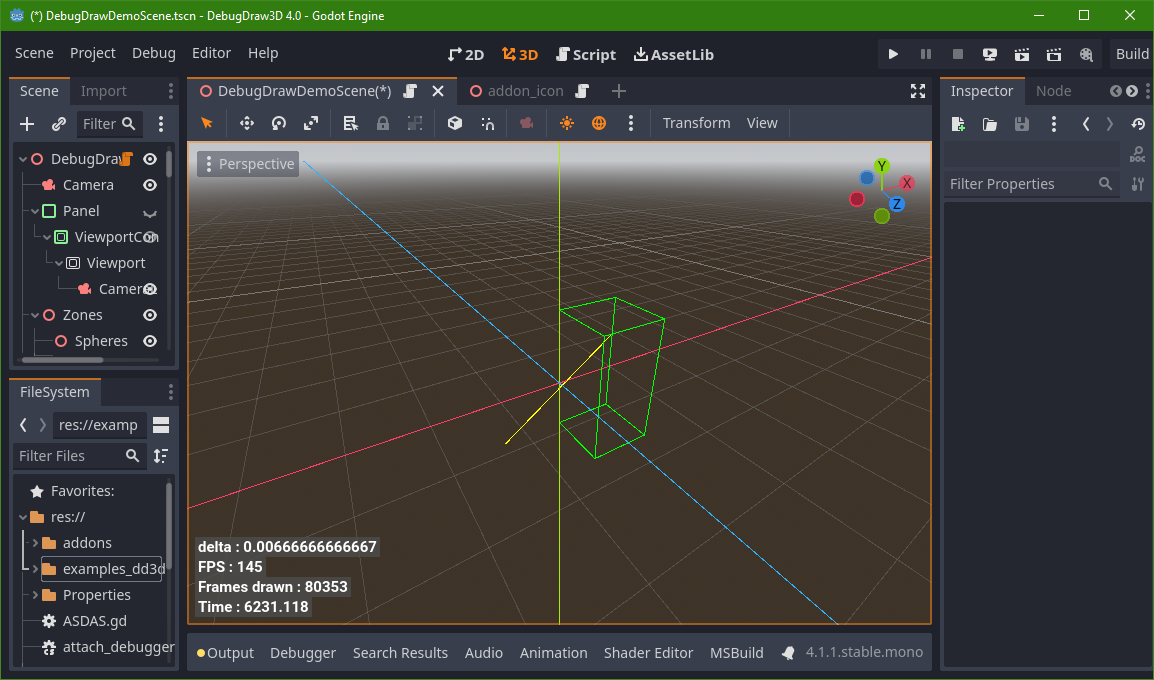 (*) DebugDrawDemoScene.tscn - DebugDraw3D 4.0 - Godot Engine
Scene Project Debug Editor Help 2D 3D Script AssetLib Build
Scene Import
DebugDrawDemoScene(*) addon_icon
Inspector Node
Filter
Transform View
DebugDra
Camera
Panel
ViewportCon
Viewport
Camera
Zones
Spheres
Perspective
Y
X
Z
DOC
Filter Properties
FileSystem
res://examp
Filter Files
Favorites:
res://
addons
examples_dd3d
Properties
ASDAS.gd
attach_debugger
delta : 0.00666666666667
FPS : 145
Frames drawn : 80353
Time : 6231.118
Output Debugger Search Results Audio Animation Shader Editor MSBuild 4.1.1.stable.mono